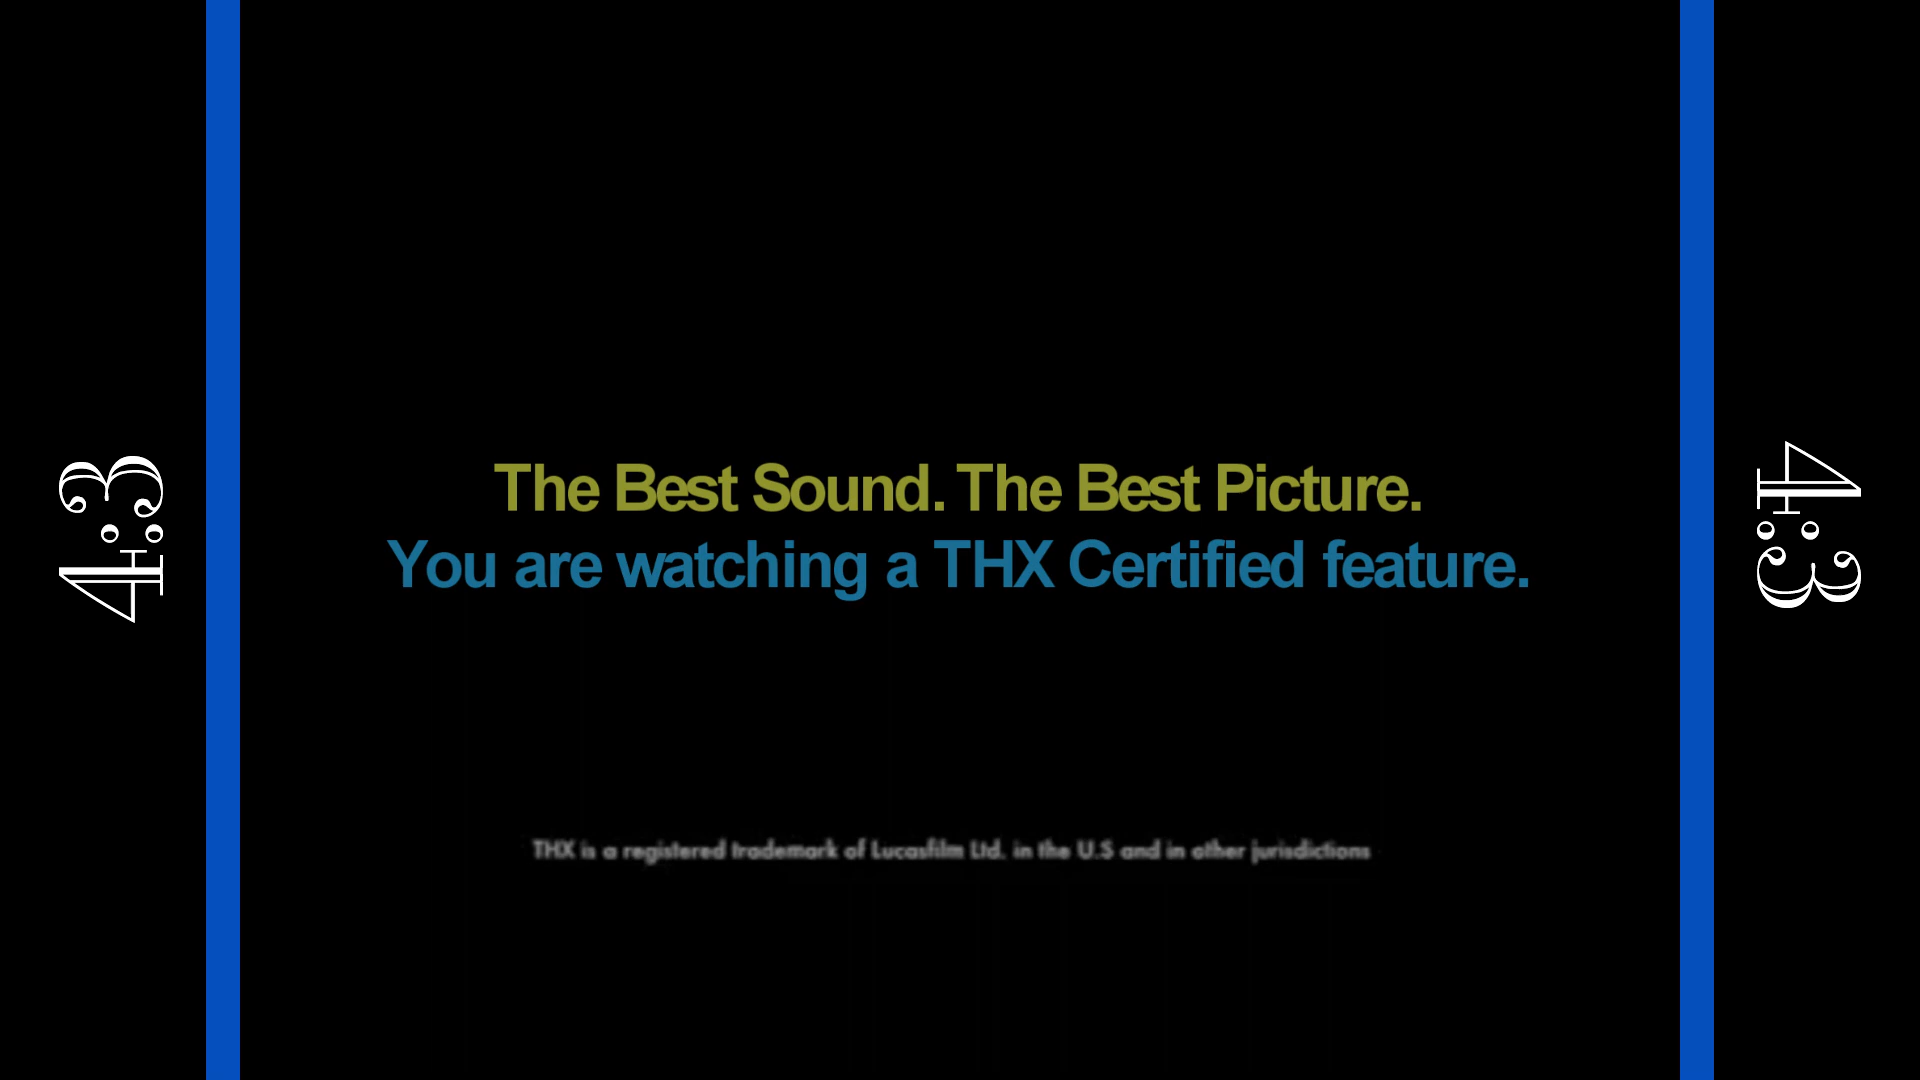 4:3
The Best Sound. The Best Picture.
You are watching a THX Certified feature.
THX is a registered trademark of Lucasfilm Ltd. in the U.S and in other jurisdictions
4:3